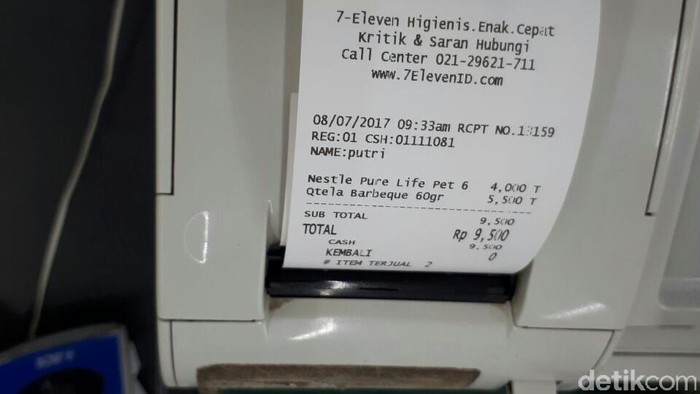 7-Eleven Higienis.Enak.Cepat
Kritik & Saran Hubungi
Call Center 021-29621-711
www.7ElevenID.com
08/07/2017 09:33am RCPT NO.13159
REG:01 CSH:01111081
NAME:putri
Nestle Pure Life Pet 6 4,000 T
Qtela Barbeque 60gr 5,500 T
SUB TOTAL 9,500
TOTAL Rp 9,500
CASH 9,500
KEMBALI 0
# ITEM TERJUAL 2
detikcom